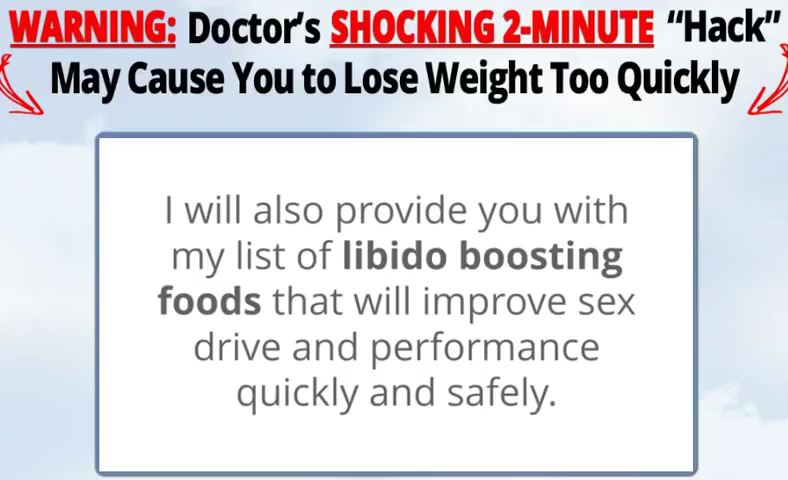 WARNING: Doctor's SHOCKING 2-MINUTE “Hack”
May Cause You to Lose Weight Too Quickly
I will also provide you with
my list of libido boosting
foods that will improve sex
drive and performance
quickly and safely.